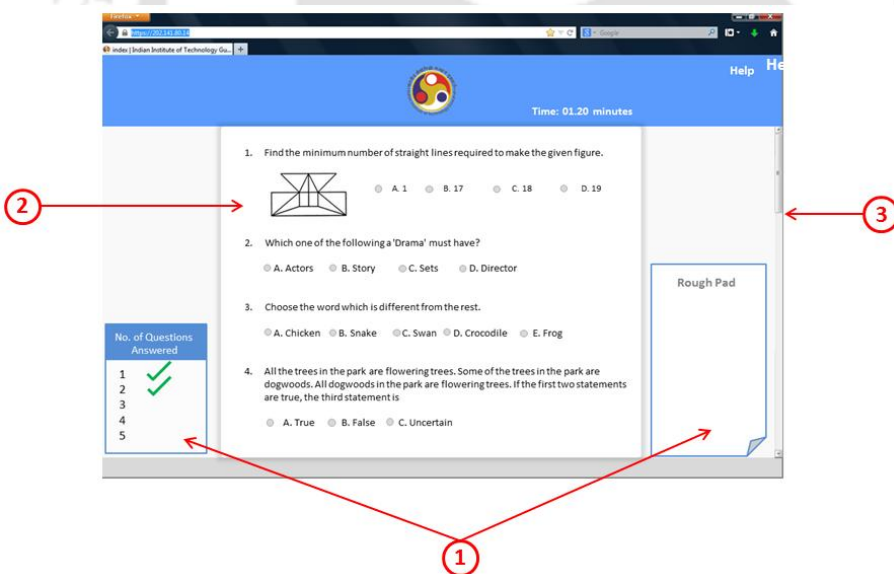 Firefox
https://202.141.80.14
Google
index | Indian Institute of Technology Gu...
Help He
Time: 01.20 minutes
1. Find the minimum number of straight lines required to make the given figure.
A. 1 B. 17 C. 18 D. 19
2. Which one of the following a 'Drama' must have?
A. Actors B. Story C. Sets D. Director
3. Choose the word which is different from the rest.
A. Chicken B. Snake C. Swan D. Crocodile E. Frog
4. All the trees in the park are flowering trees. Some of the trees in the park are
dogwoods. All dogwoods in the park are flowering trees. If the first two statements
are true, the third statement is
A. True B. False C. Uncertain
No. of Questions
Answered
1
2
3
4
5
Rough Pad
2
3
1